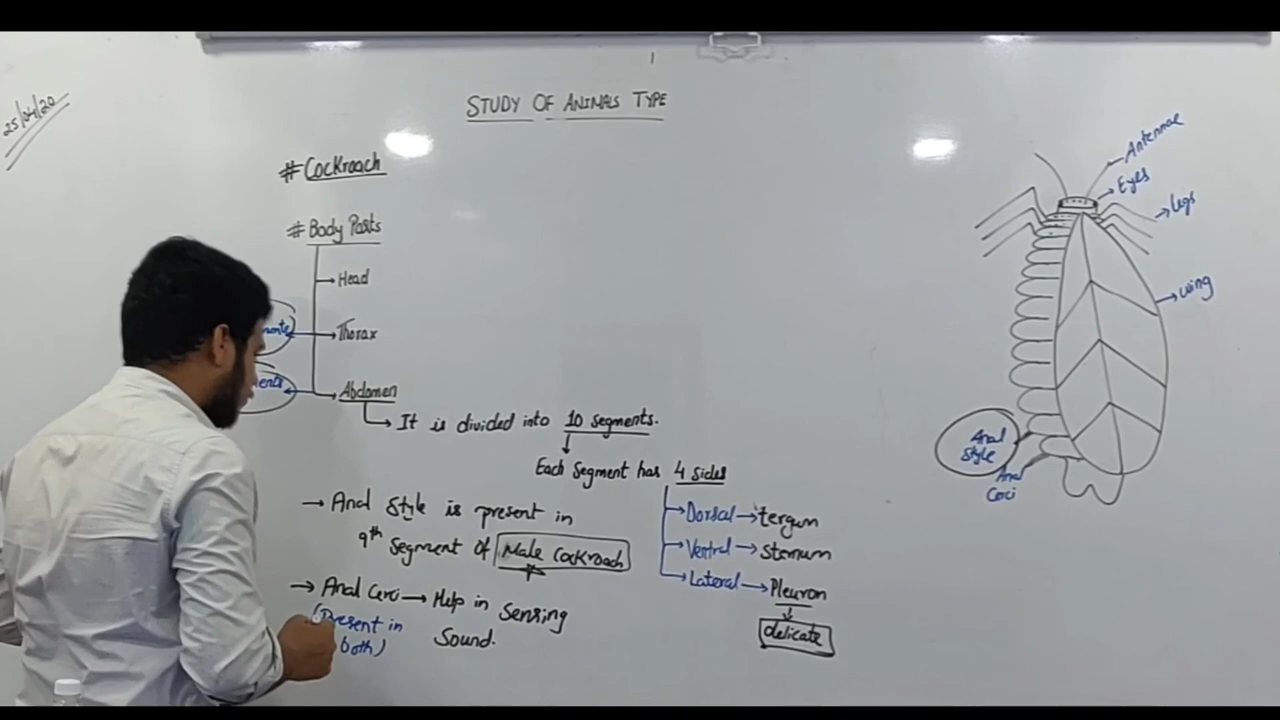 25/04/20
STUDY OF ANIMALS TYPE
# Cockroach
# Body Parts
Head
Thorax
Abdomen
It is divided into 10 segments.
Each segment has 4 sides
Dorsal → tergum
Ventral → sternum
Lateral → Pleuron
delicate
→ Anal Style is present in
9th segment of Male Cockroach
→ Anal Cerci → Help in Sensing
Sound.
(Present in
both)
Antennae
Eyes
Legs
wing
Anal
Style
Anal
Cerci